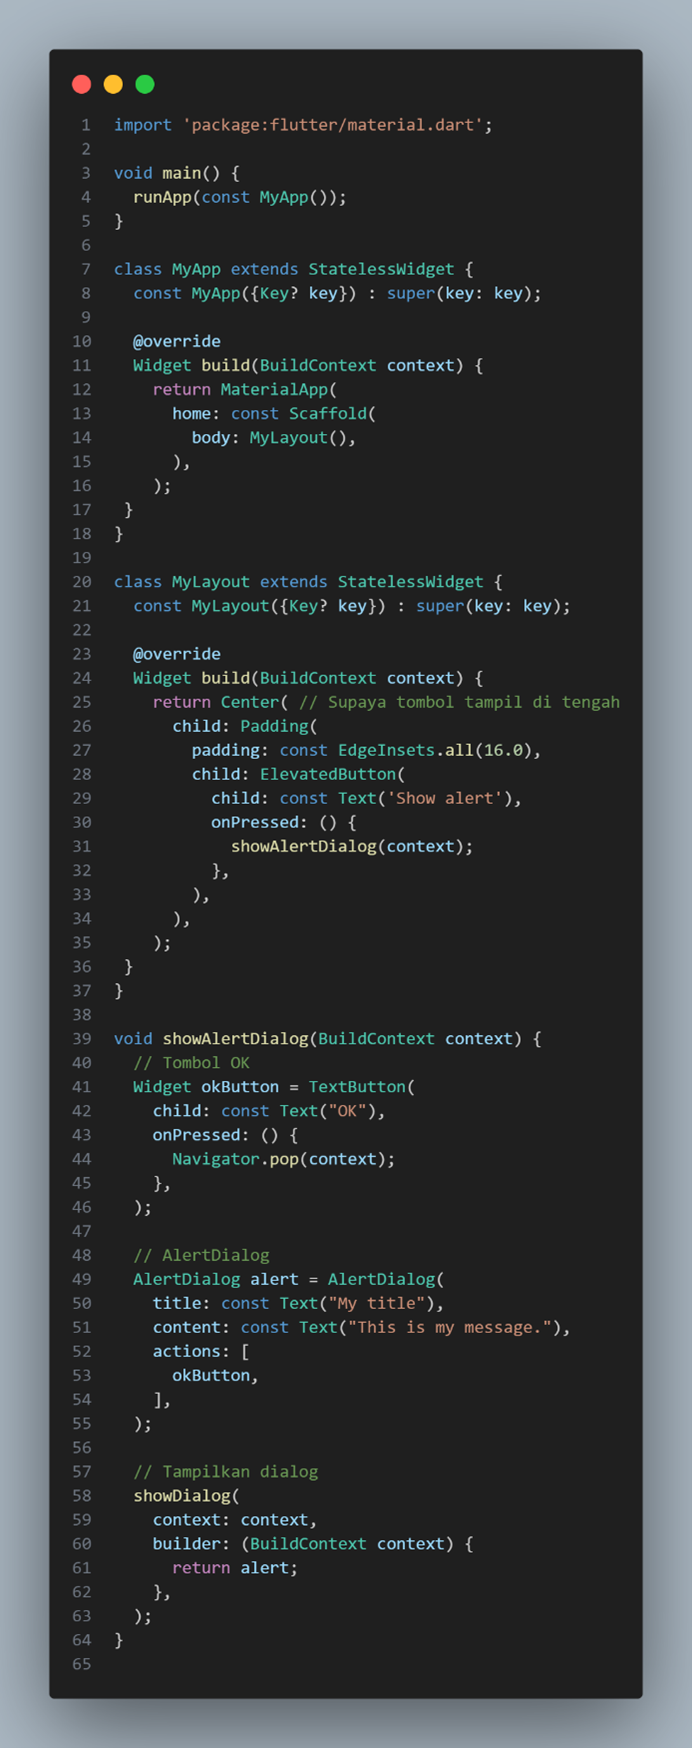 1 import 'package:flutter/material.dart';
2
3 void main() {
4   runApp(const MyApp());
5 }
6
7 class MyApp extends StatelessWidget {
8   const MyApp({Key? key}) : super(key: key);
9
10   @override
11   Widget build(BuildContext context) {
12     return MaterialApp(
13       home: const Scaffold(
14         body: MyLayout(),
15       ),
16     );
17  }
18 }
19
20 class MyLayout extends StatelessWidget {
21   const MyLayout({Key? key}) : super(key: key);
22
23   @override
24   Widget build(BuildContext context) {
25     return Center( // Supaya tombol tampil di tengah
26       child: Padding(
27         padding: const EdgeInsets.all(16.0),
28         child: ElevatedButton(
29           child: const Text('Show alert'),
30           onPressed: () {
31             showAlertDialog(context);
32           },
33         ),
34       ),
35     );
36  }
37 }
38
39 void showAlertDialog(BuildContext context) {
40   // Tombol OK
41   Widget okButton = TextButton(
42     child: const Text("OK"),
43     onPressed: () {
44       Navigator.pop(context);
45     },
46   );
47
48   // AlertDialog
49   AlertDialog alert = AlertDialog(
50     title: const Text("My title"),
51     content: const Text("This is my message."),
52     actions: [
53       okButton,
54     ],
55   );
56
57   // Tampilkan dialog
58   showDialog(
59     context: context,
60     builder: (BuildContext context) {
61       return alert;
62     },
63   );
64 }
65